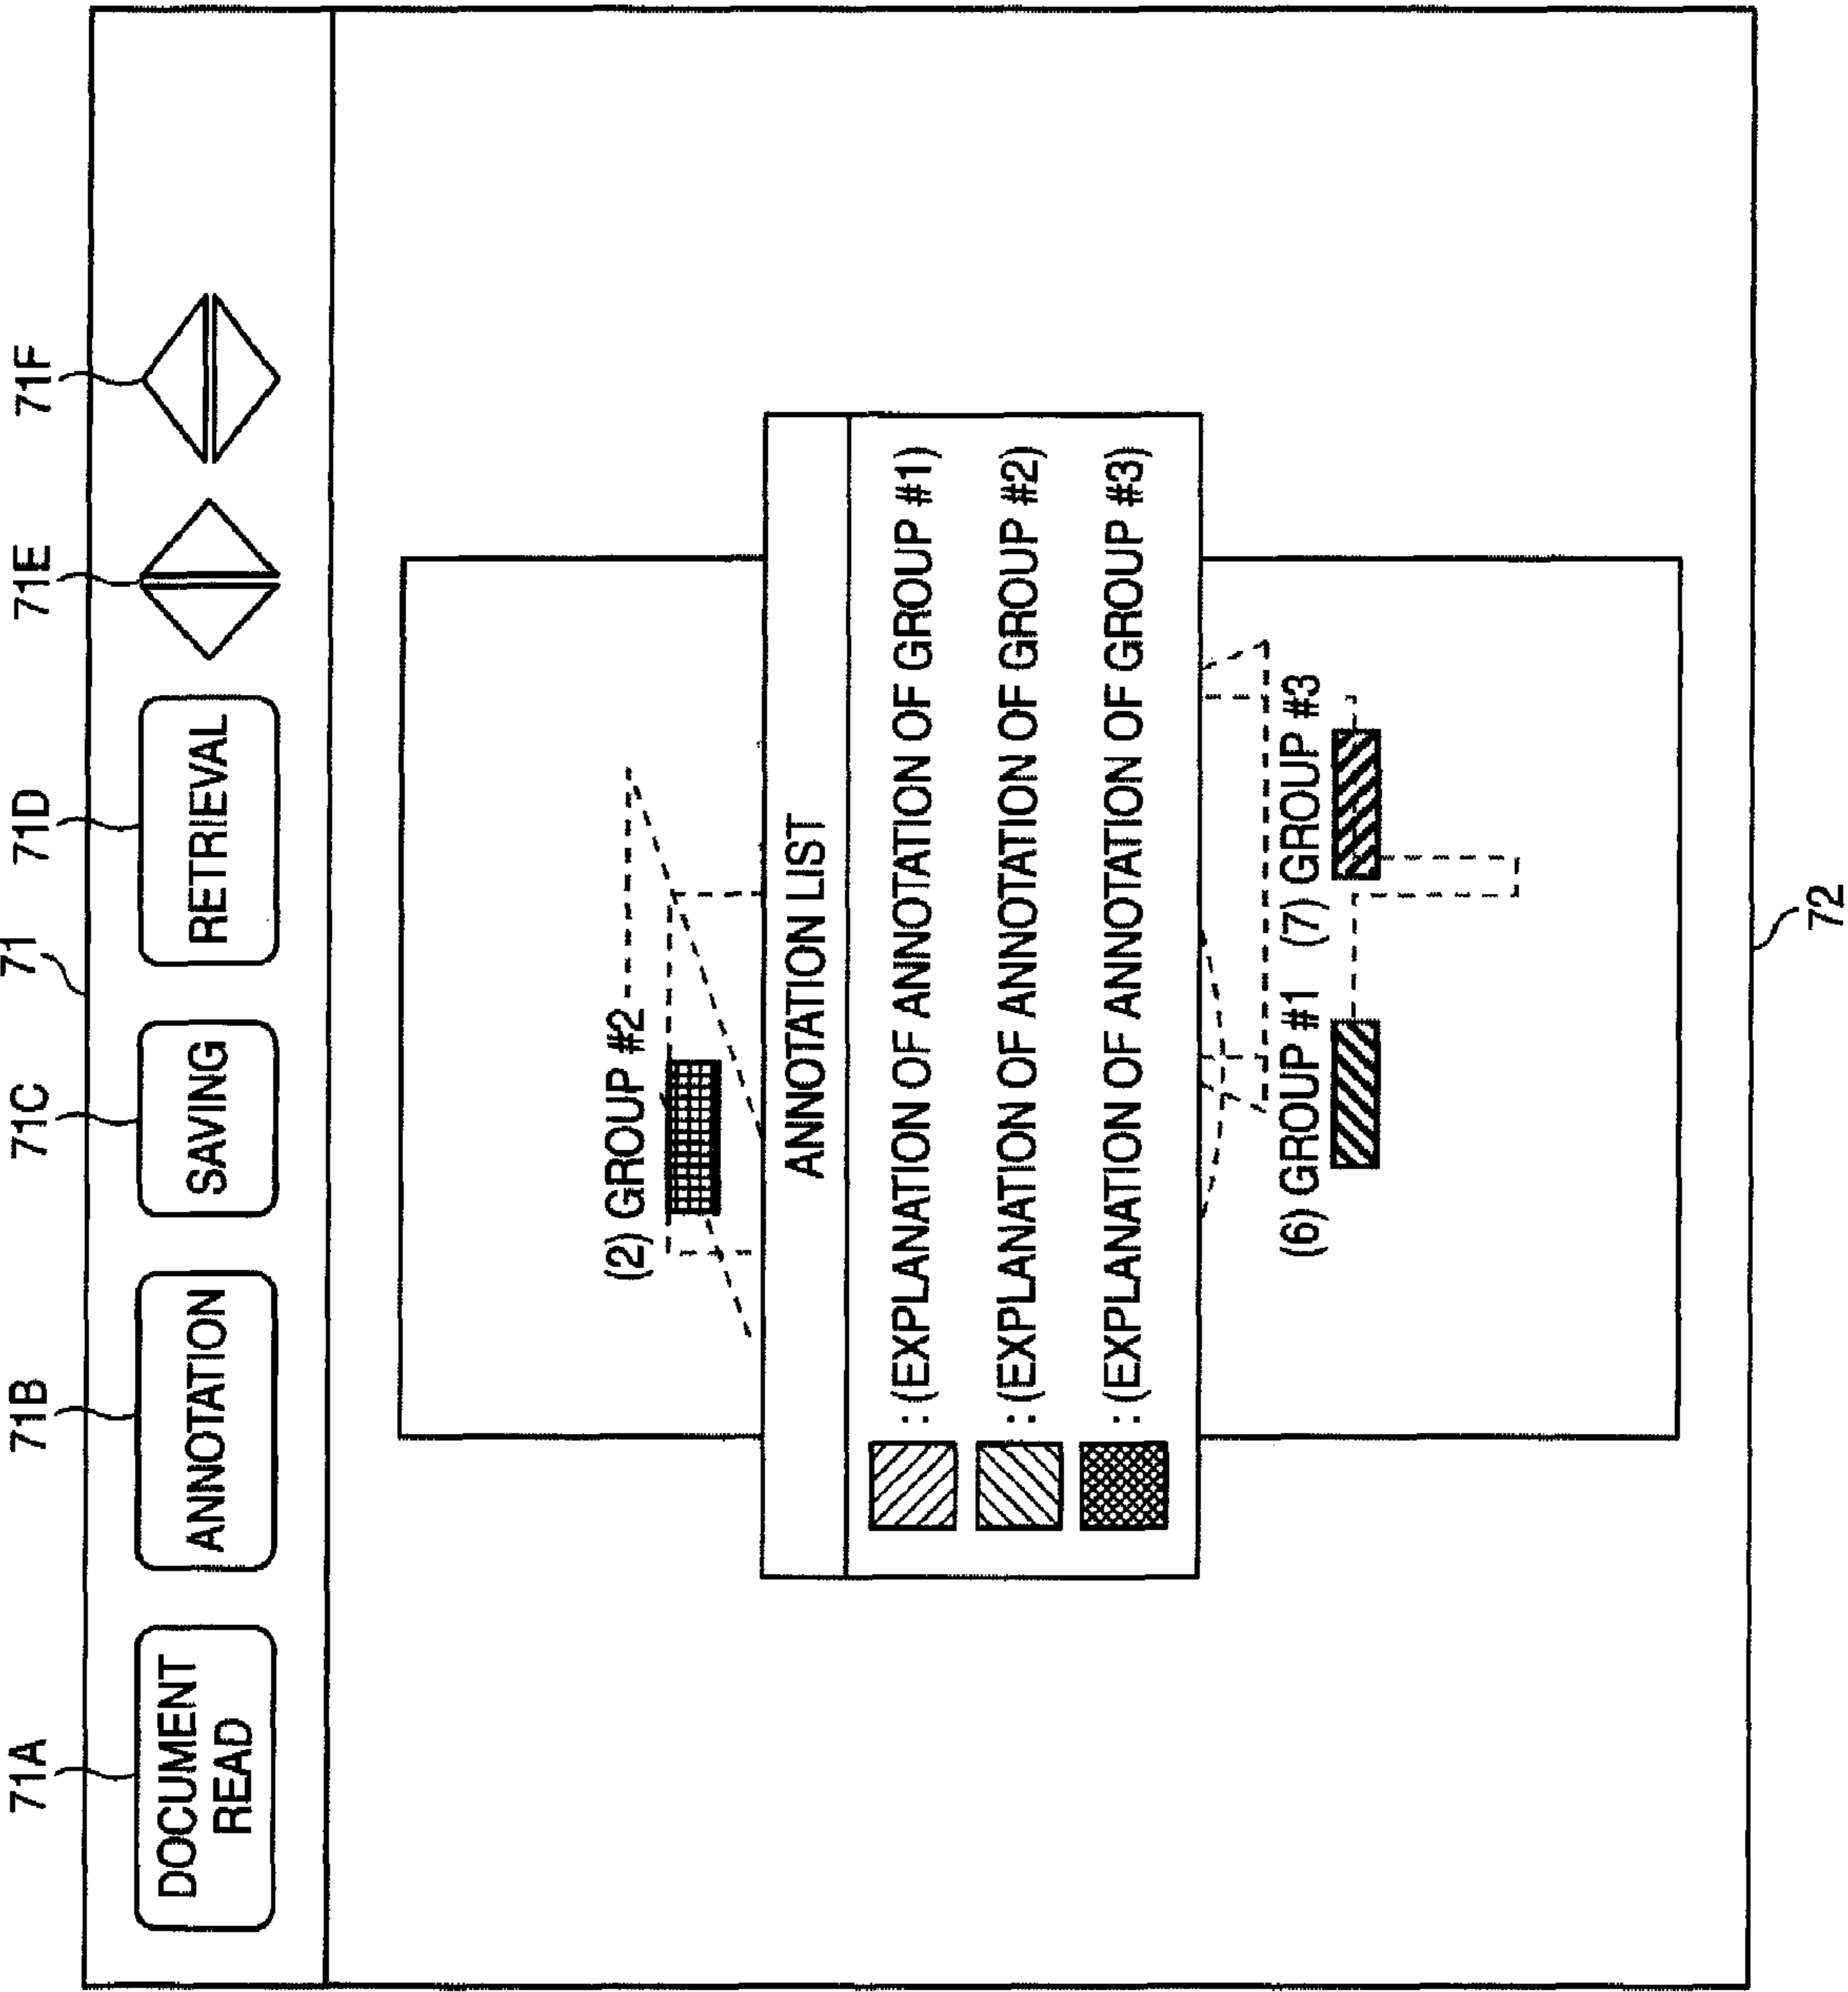 71
71A
71B
71C
71D
71E
71F
DOCUMENT
READ
ANNOTATION
SAVING
RETRIEVAL
(2) GROUP #2
ANNOTATION LIST
: (EXPLANATION OF ANNOTATION OF GROUP #1)
: (EXPLANATION OF ANNOTATION OF GROUP #2)
: (EXPLANATION OF ANNOTATION OF GROUP #3)
(6) GROUP #1 (7) GROUP #3
72